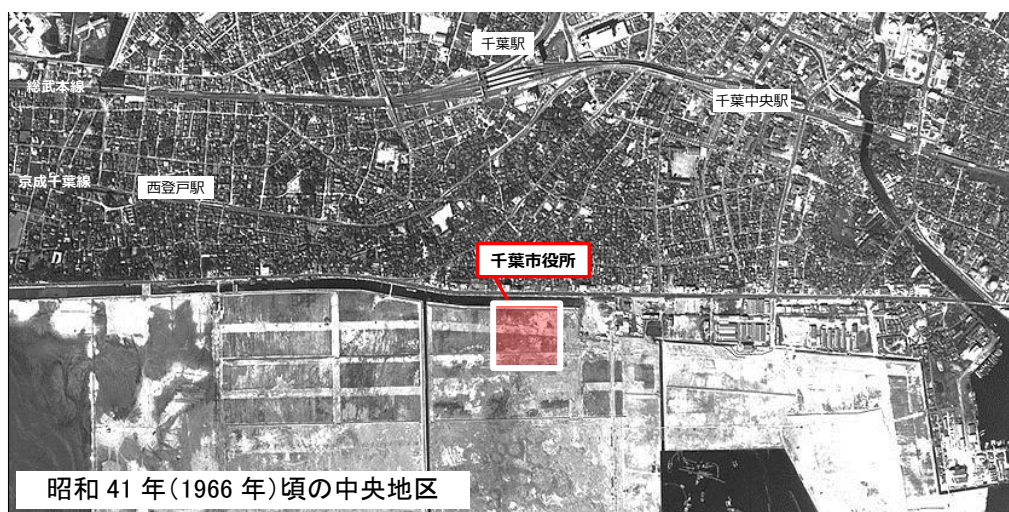 千葉駅
総武本線
千葉中央駅
京成千葉線
西登戸駅
千葉市役所
昭和 41 年(1966 年)頃の中央地区